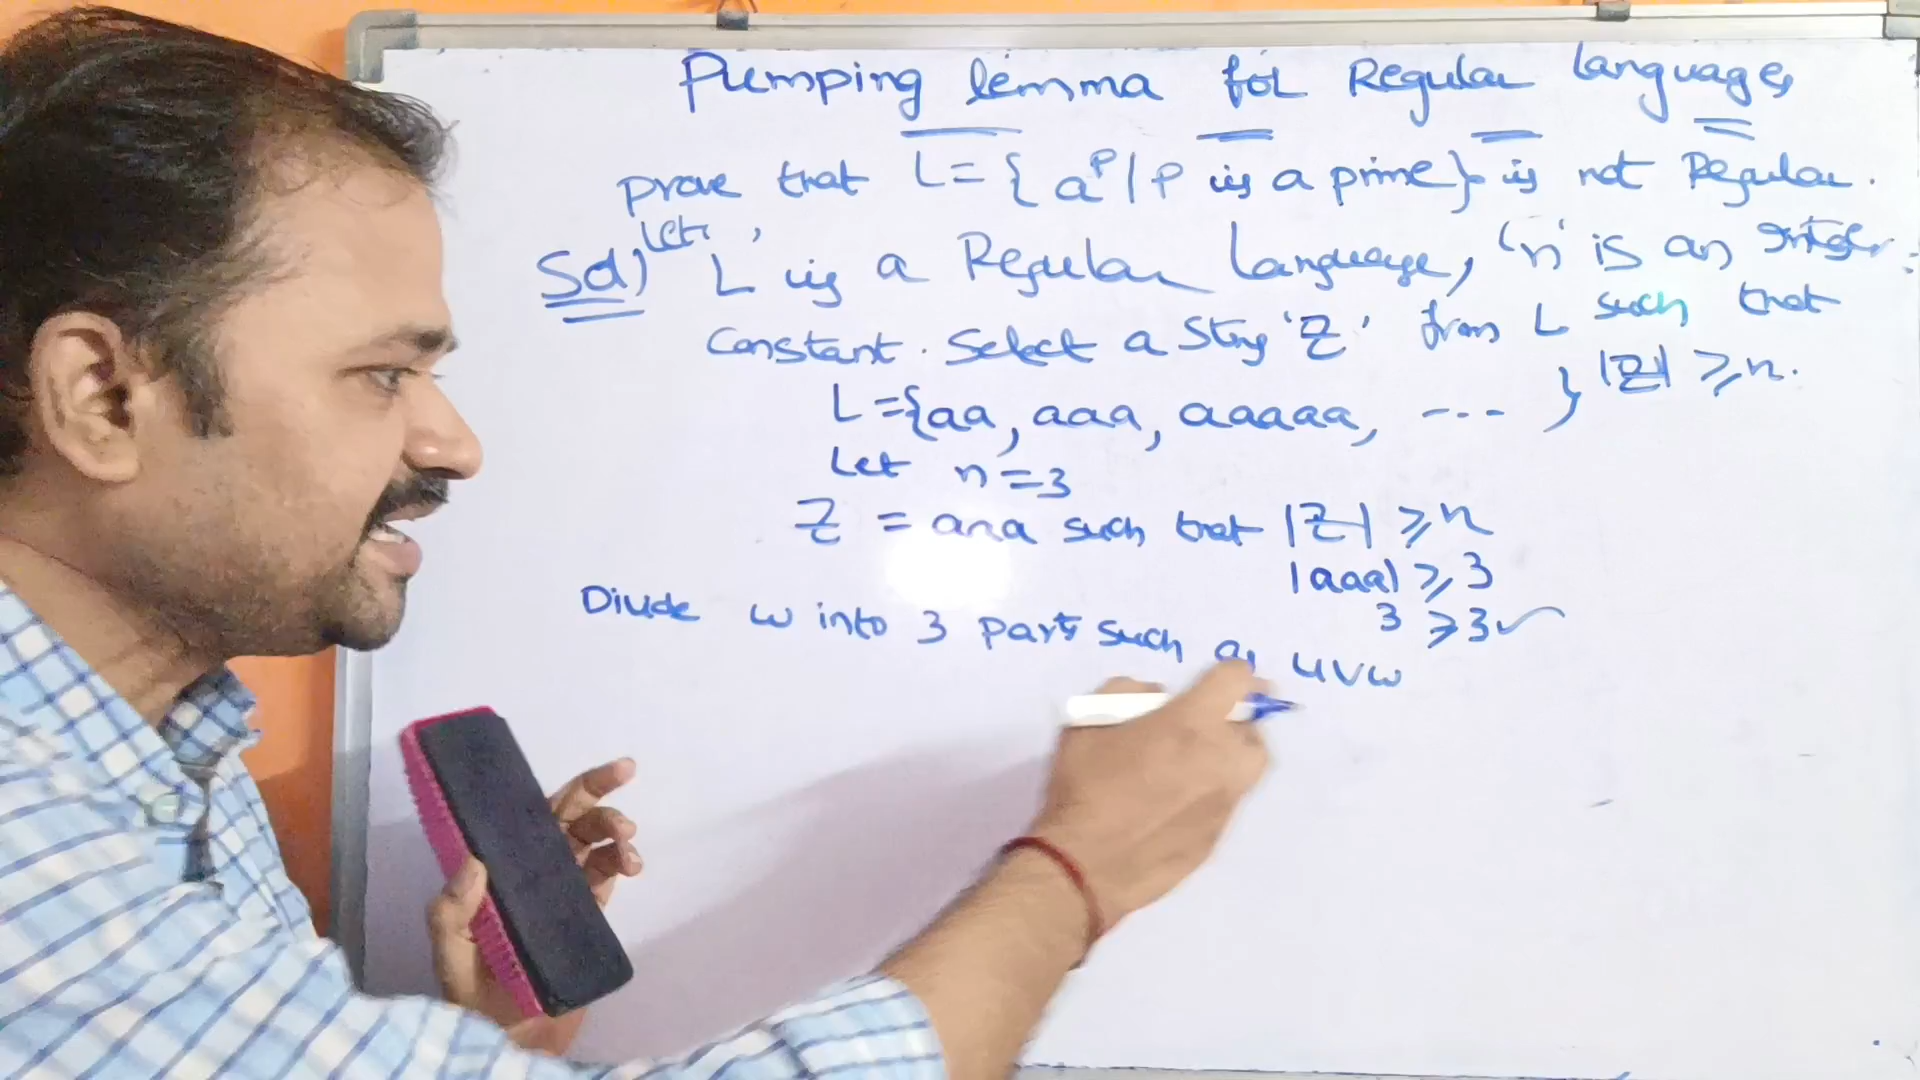 Pumping lemma for Regular languages
prove that L = { a^p | p is a prime} is not Regular.
Sol) Let, L is a Regular Language, 'n' is an Integer
constant. Select a String 'Z' from L such that
|Z| ≥ n.
L = {aa, aaa, aaaaa, --- }
Let n = 3
Z = aaa such that |Z| ≥ n
|aaa| ≥ 3
3 ≥ 3 ✓
Divide w into 3 parts such as uvw